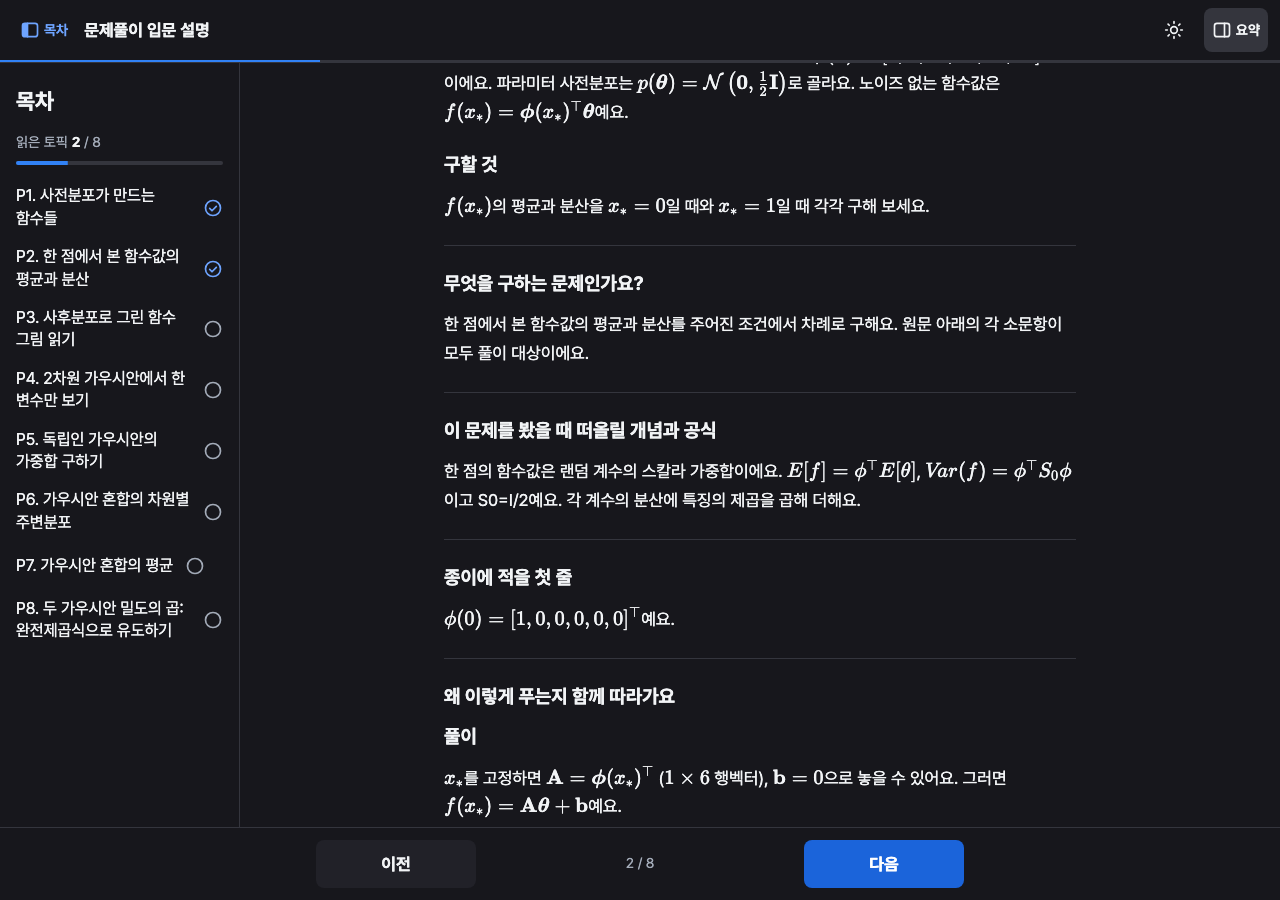 목차 문제풀이 입문 설명 요약
목차
읽은 토픽 2 / 8
P1. 사전분포가 만드는
함수들
P2. 한 점에서 본 함수값의
평균과 분산
P3. 사후분포로 그린 함수
그림 읽기
P4. 2차원 가우시안에서 한
변수만 보기
P5. 독립인 가우시안의
가중합 구하기
P6. 가우시안 혼합의 차원별
주변분포
P7. 가우시안 혼합의 평균
P8. 두 가우시안 밀도의 곱:
완전제곱식으로 유도하기
이에요. 파라미터 사전분포는 p(θ) = 𝒩(0, ½I)로 골라요. 노이즈 없는 함수값은
f(x_*) = ϕ(x_*)^⊤θ예요.
구할 것
f(x_*)의 평균과 분산을 x_* = 0일 때와 x_* = 1일 때 각각 구해 보세요.
무엇을 구하는 문제인가요?
한 점에서 본 함수값의 평균과 분산를 주어진 조건에서 차례로 구해요. 원문 아래의 각 소문항이
모두 풀이 대상이에요.
이 문제를 봤을 때 떠올릴 개념과 공식
한 점의 함수값은 랜덤 계수의 스칼라 가중합이에요. E[f] = ϕ^⊤E[θ], Var(f) = ϕ^⊤S₀ϕ
이고 S0=I/2예요. 각 계수의 분산에 특징의 제곱을 곱해 더해요.
종이에 적을 첫 줄
ϕ(0) = [1, 0, 0, 0, 0, 0]^⊤예요.
왜 이렇게 푸는지 함께 따라가요
풀이
x_*를 고정하면 A = ϕ(x_*)^⊤ (1 × 6 행벡터), b = 0으로 놓을 수 있어요. 그러면
f(x_*) = Aθ + b예요.
이전 2 / 8 다음